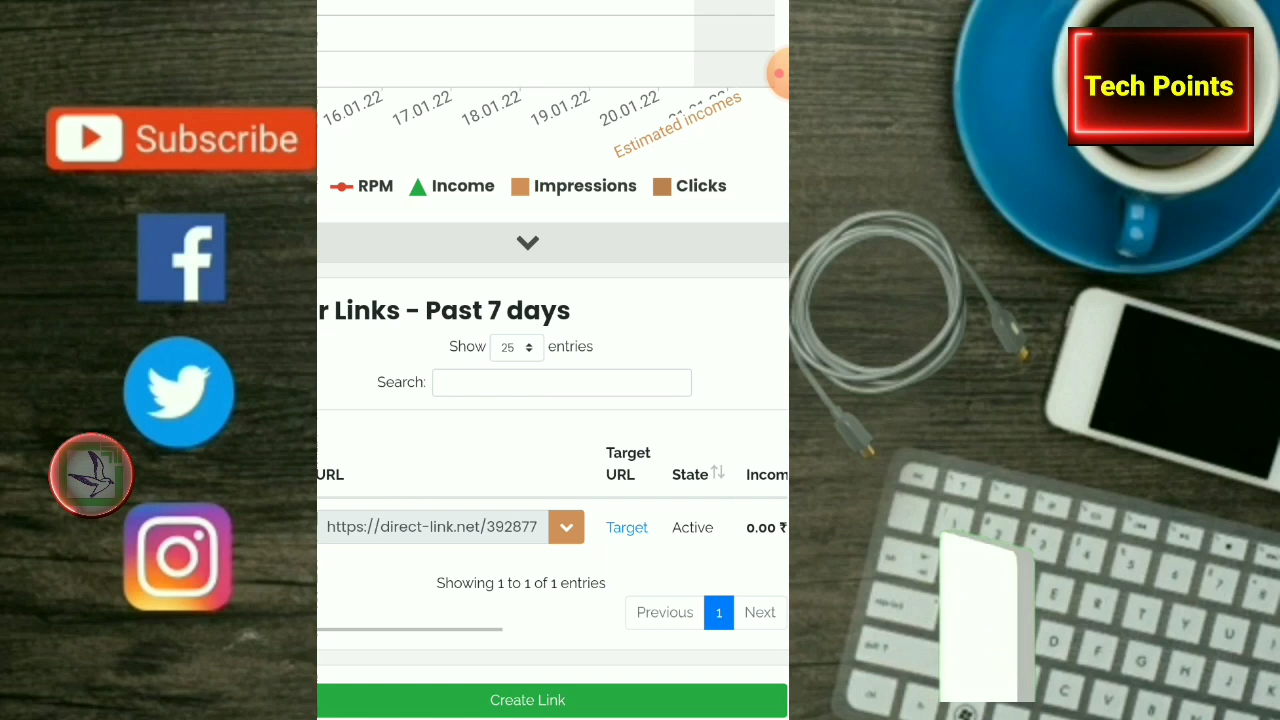 Tech Points
Subscribe
16.01.22
17.01.22
18.01.22
19.01.22
20.01.22
Estimated incomes
RPM
Income
Impressions
Clicks
r Links - Past 7 days
Show 25 entries
Search:
URL
Target
URL
State
Incom
https://direct-link.net/392877
Target
Active
0.00 ₹
Showing 1 to 1 of 1 entries
Previous 1 Next
Create Link